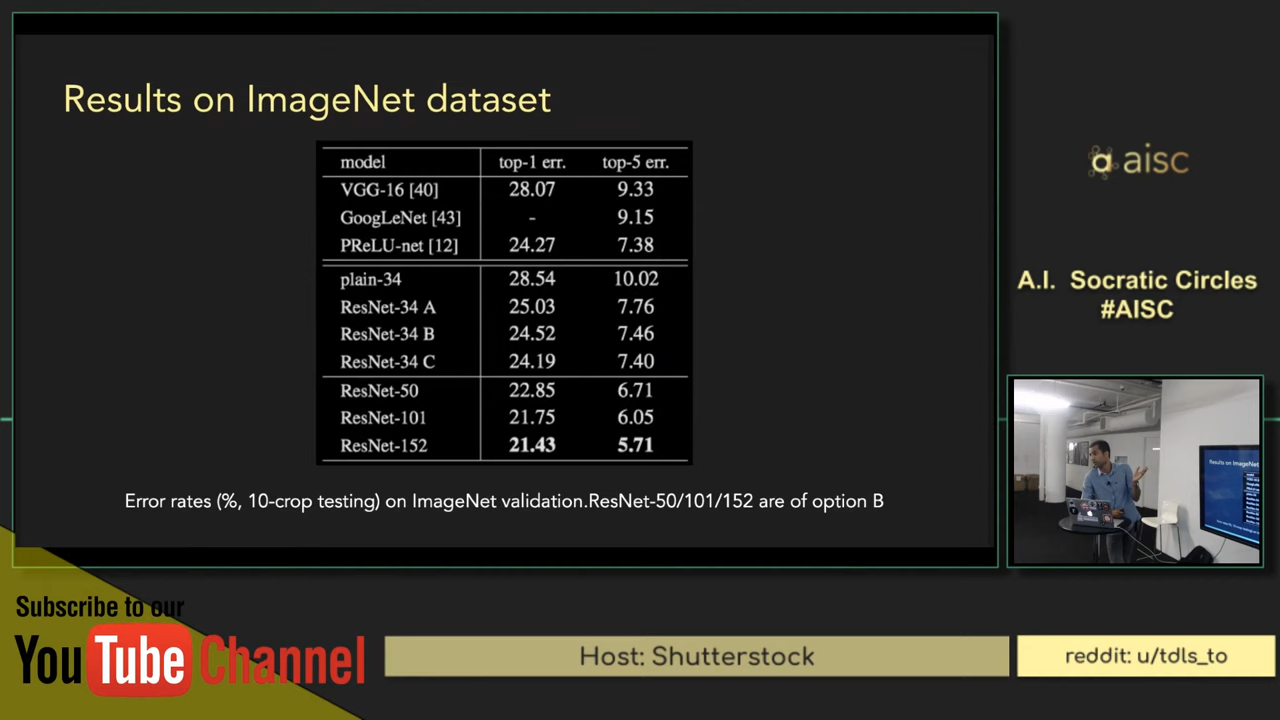 Results on ImageNet dataset
model top-1 err. top-5 err.
VGG-16 [40] 28.07 9.33
GoogLeNet [43] - 9.15
PReLU-net [12] 24.27 7.38
plain-34 28.54 10.02
ResNet-34 A 25.03 7.76
ResNet-34 B 24.52 7.46
ResNet-34 C 24.19 7.40
ResNet-50 22.85 6.71
ResNet-101 21.75 6.05
ResNet-152 21.43 5.71
Error rates (%, 10-crop testing) on ImageNet validation.ResNet-50/101/152 are of option B
aisc
A.I. Socratic Circles
#AISC
Results on ImageNet
Subscribe to our
YouTube Channel
Host: Shutterstock
reddit: u/tdls_to